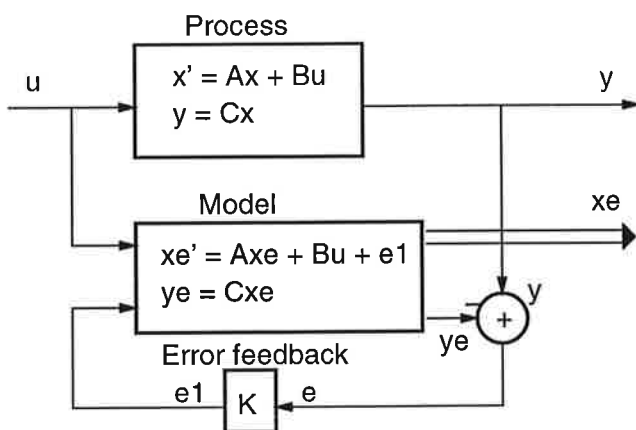 Process
u
x' = Ax + Bu
y = Cx
y
Model
xe
xe' = Axe + Bu + e1
ye = Cxe
y
−
+
ye
Error feedback
e1
K
e